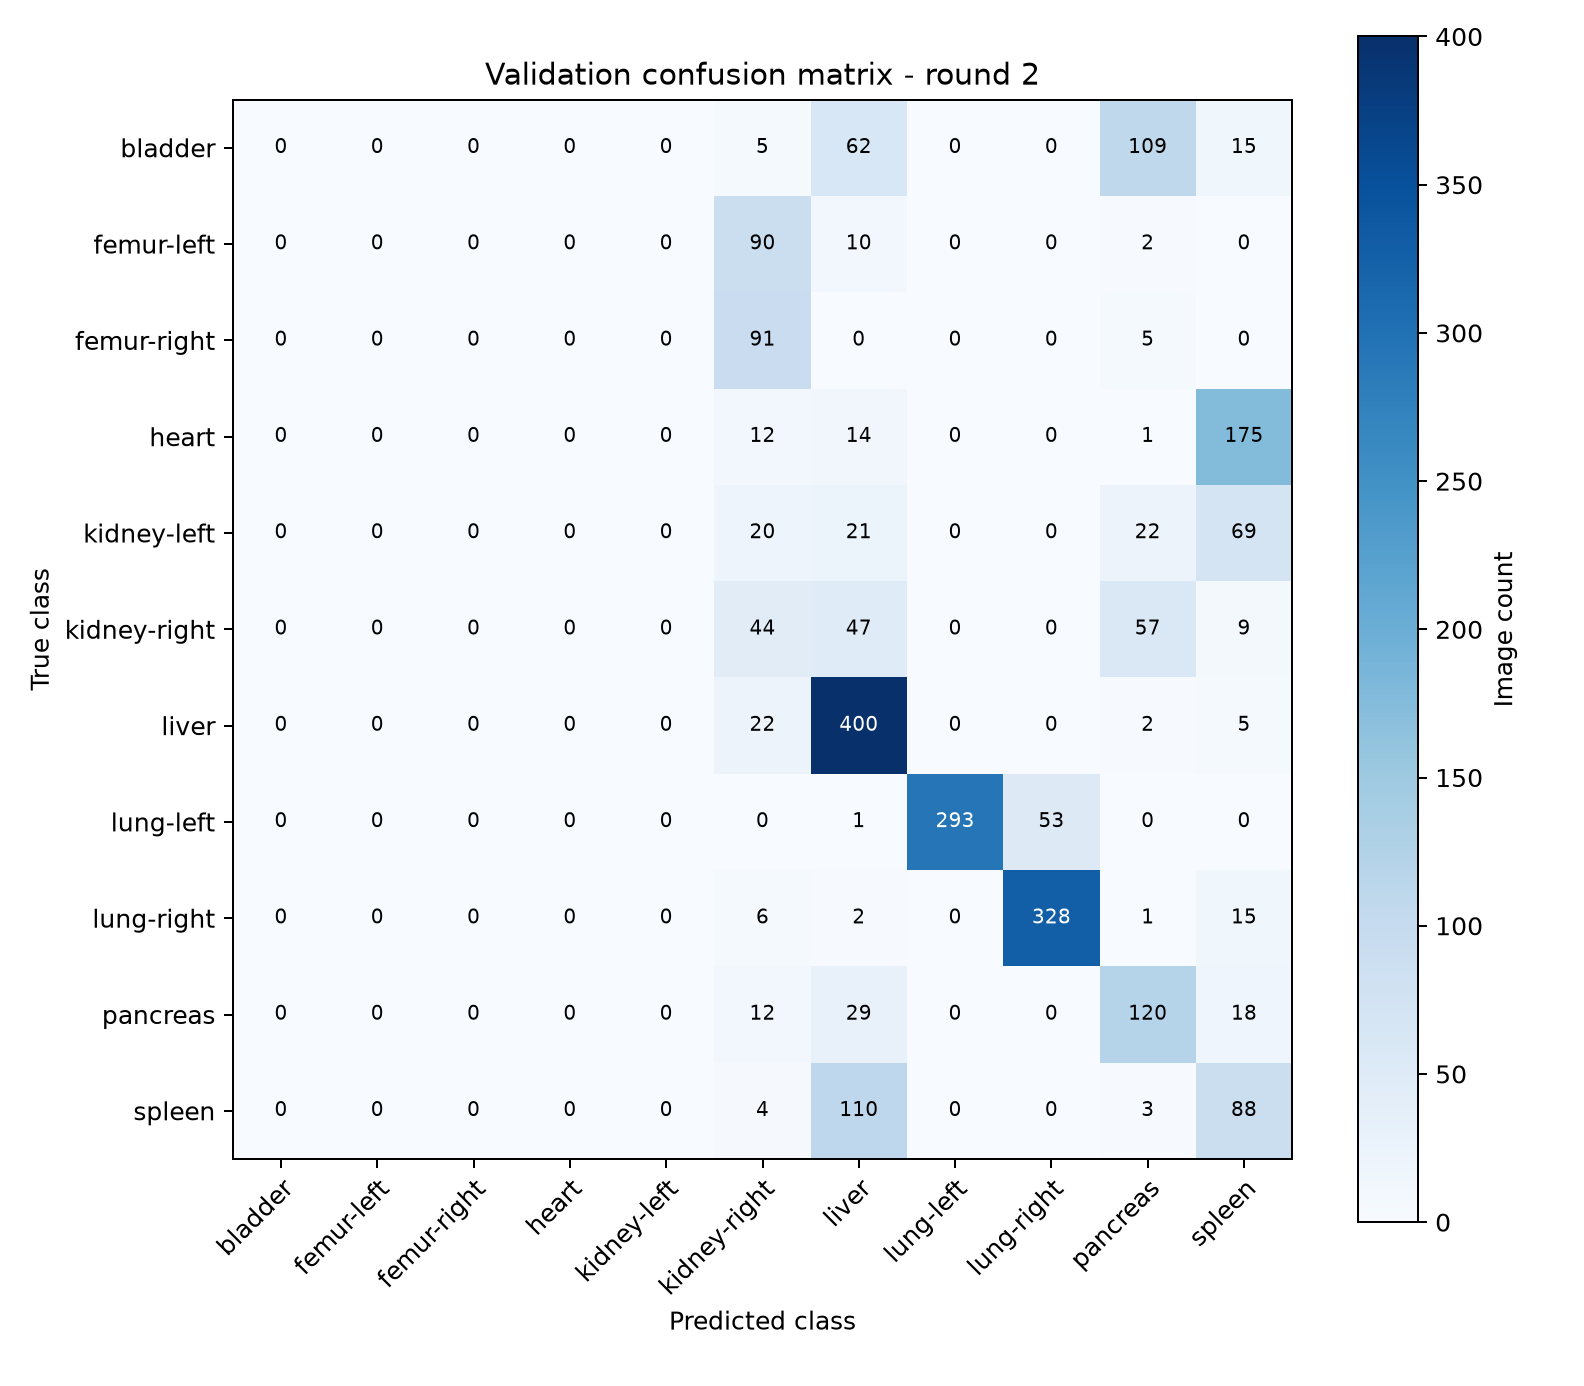 Validation confusion matrix - round 2
400
350
300
250
200
150
100
50
0
Image count
True class
bladder 0 0 0 0 0 5 62 0 0 109 15
femur-left 0 0 0 0 0 90 10 0 0 2 0
femur-right 0 0 0 0 0 91 0 0 0 5 0
heart 0 0 0 0 0 12 14 0 0 1 175
kidney-left 0 0 0 0 0 20 21 0 0 22 69
kidney-right 0 0 0 0 0 44 47 0 0 57 9
liver 0 0 0 0 0 22 400 0 0 2 5
lung-left 0 0 0 0 0 0 1 293 53 0 0
lung-right 0 0 0 0 0 6 2 0 328 1 15
pancreas 0 0 0 0 0 12 29 0 0 120 18
spleen 0 0 0 0 0 4 110 0 0 3 88
bladder femur-left femur-right heart kidney-left kidney-right liver lung-left lung-right pancreas spleen
Predicted class